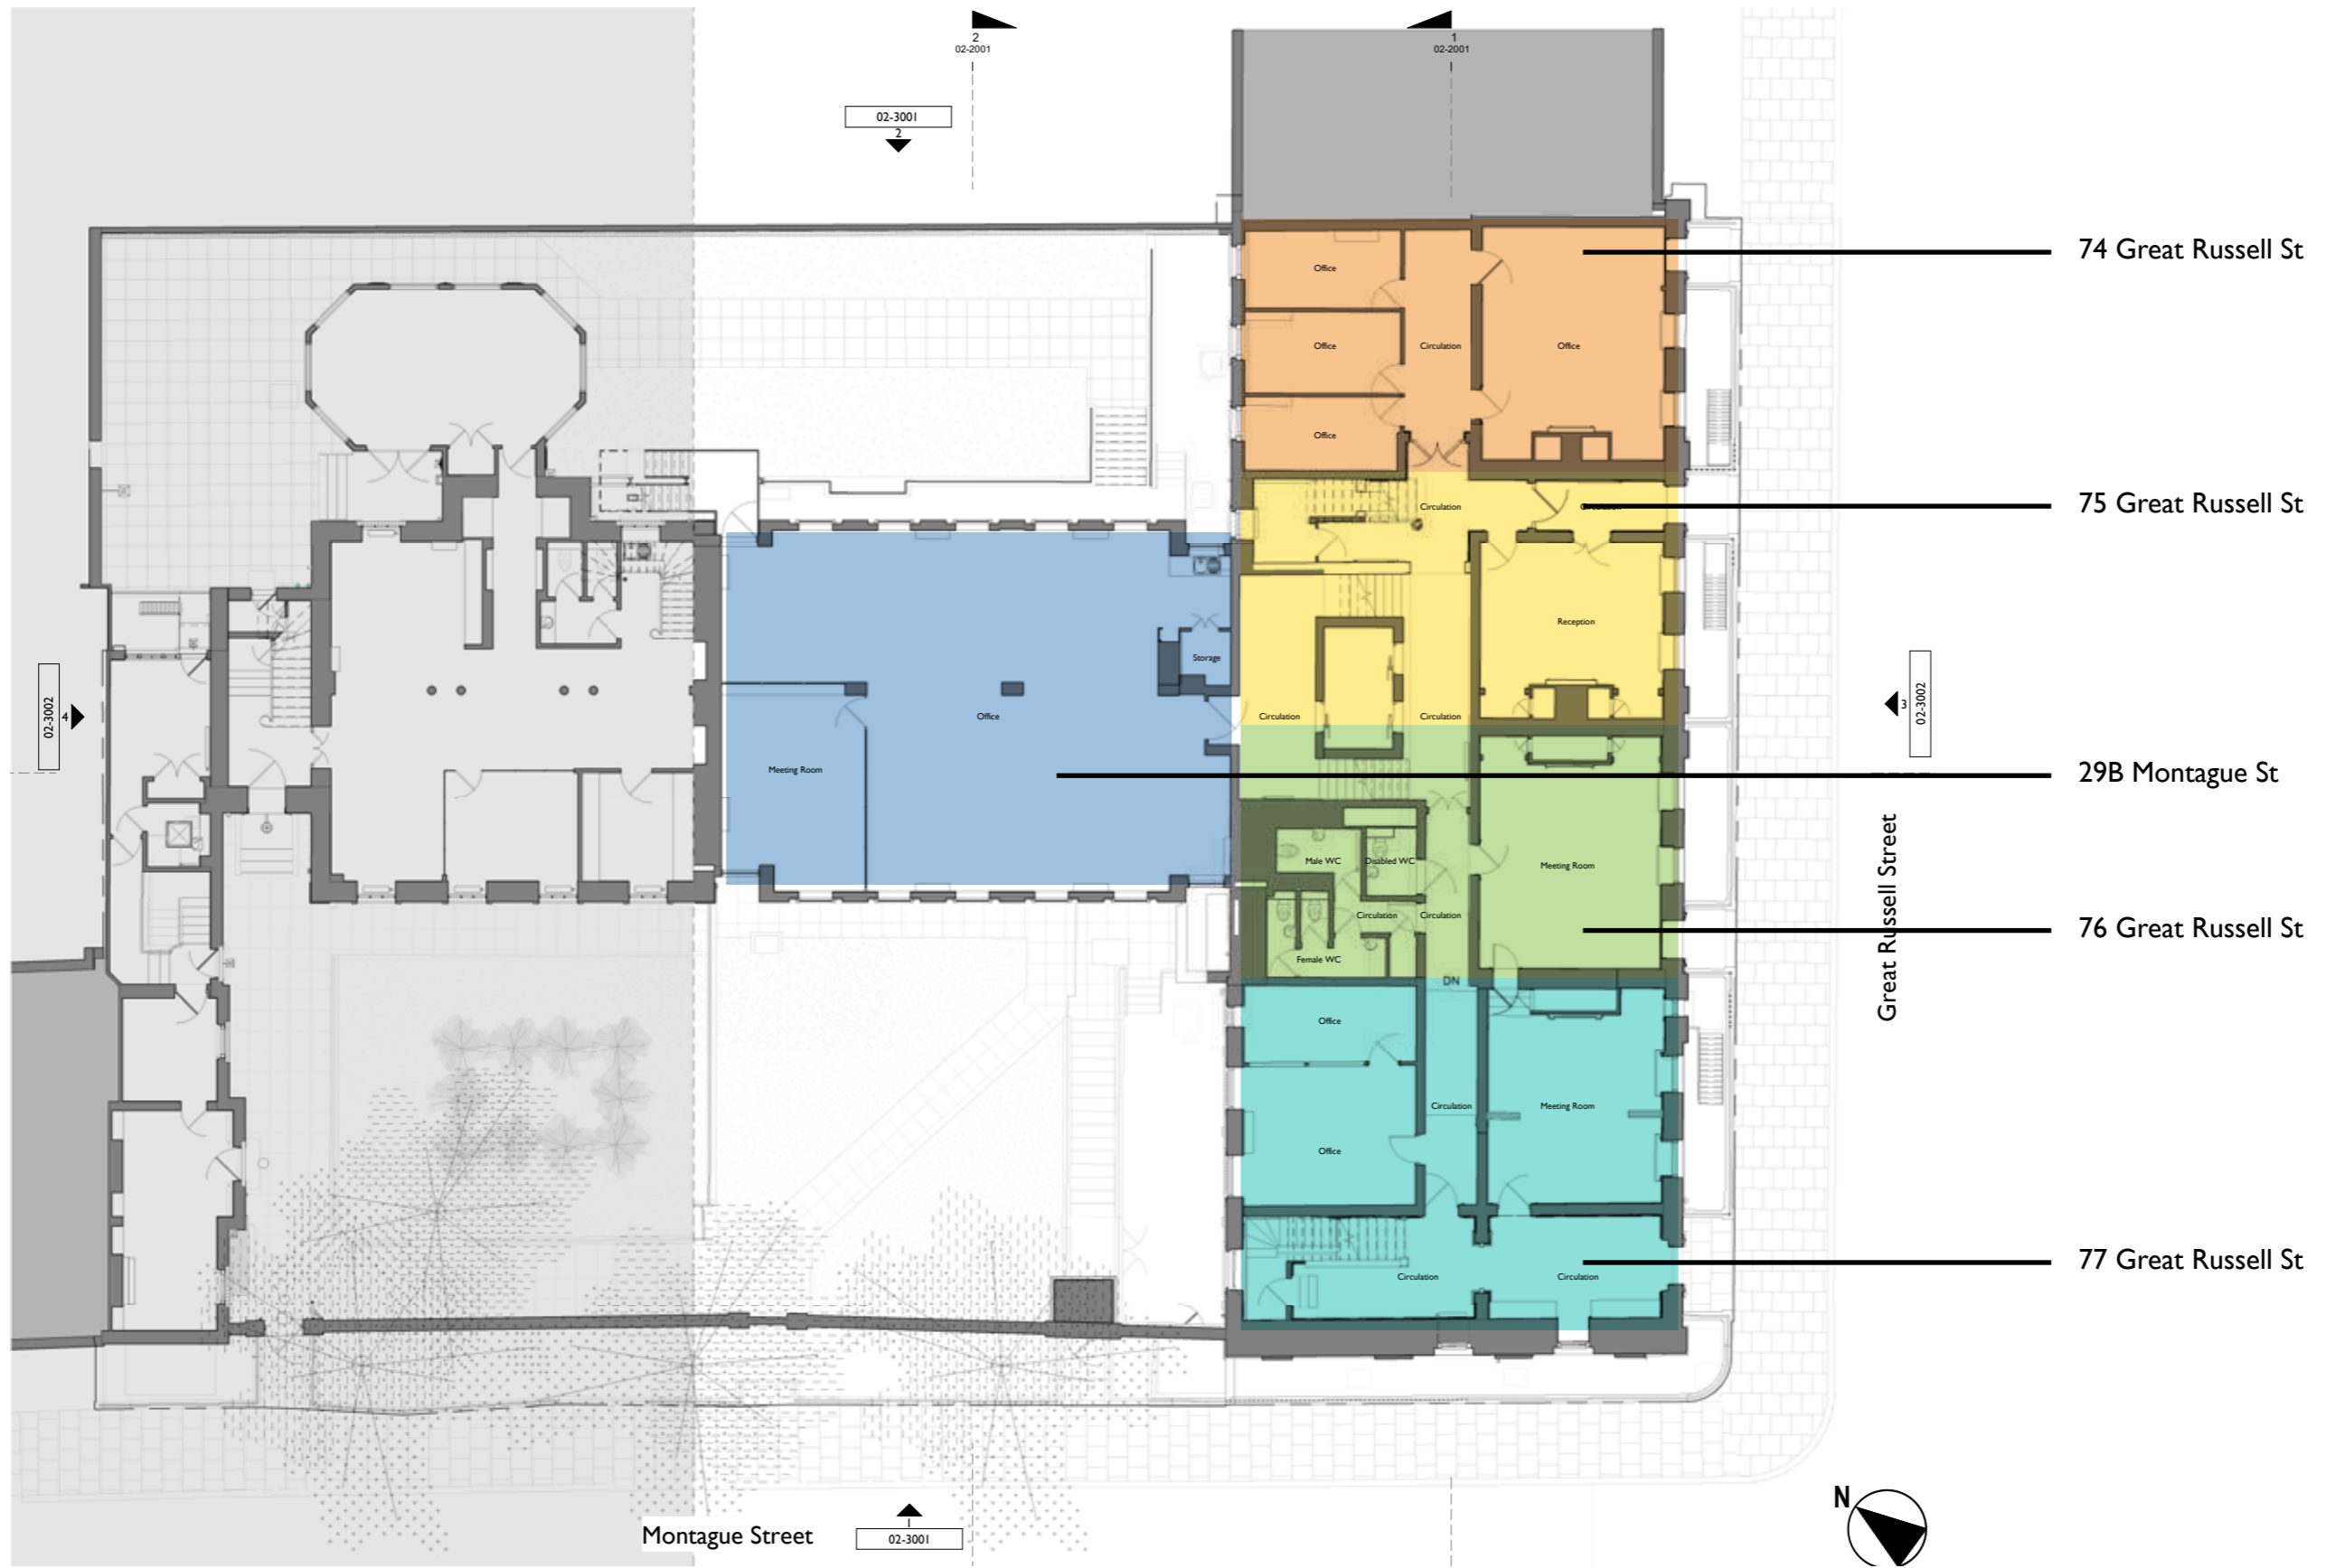 2
02-2001
1
02-2001
02-3001
2
74 Great Russell St
Office
Office
Circulation
Office
Office
75 Great Russell St
Circulation
Circulation
Reception
Storage
02-3002
4
Office
Circulation
Circulation
3
02-3002
Meeting Room
29B Montague St
Great Russell Street
Male WC
Disabled WC
Meeting Room
Circulation
Circulation
76 Great Russell St
Female WC
DN
Office
Circulation
Meeting Room
Office
77 Great Russell St
Circulation
Circulation
N
Montague Street
1
02-3001